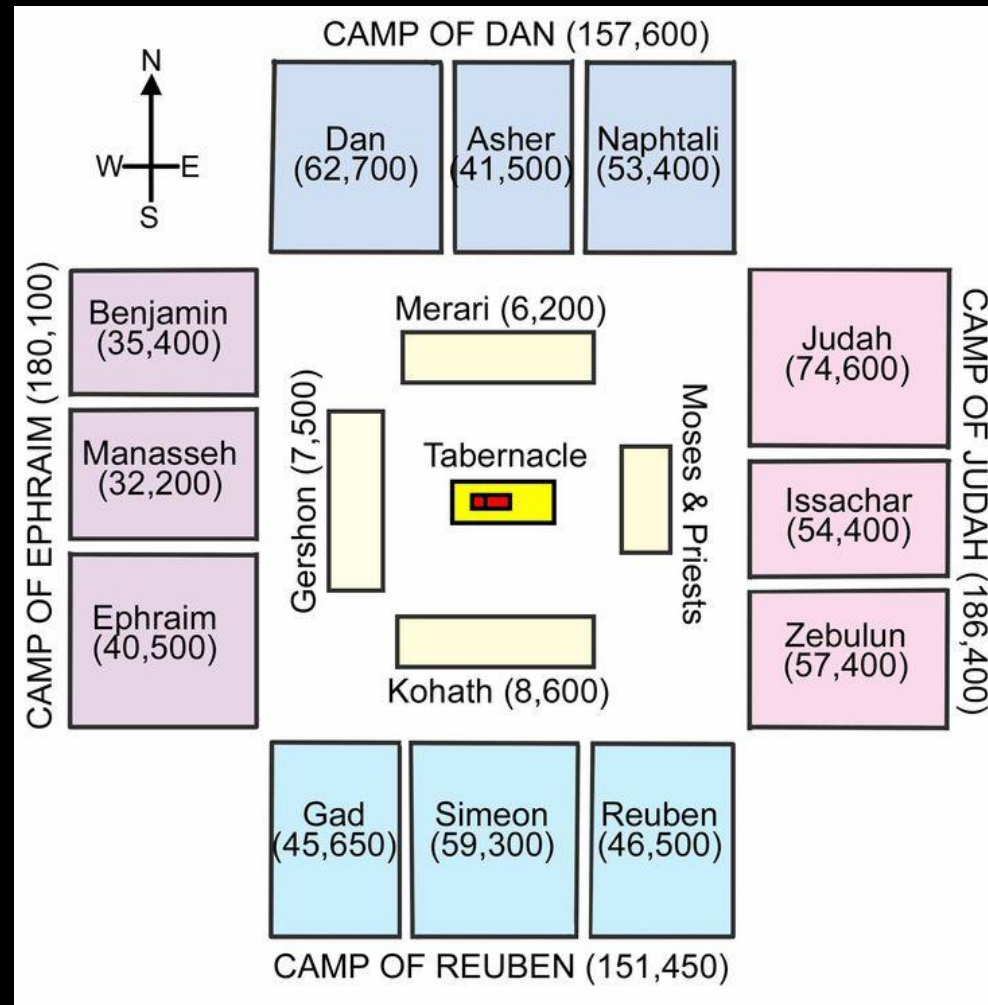 CAMP OF DAN (157,600)
N
W
E
S
Dan
(62,700)
Asher
(41,500)
Naphtali
(53,400)
CAMP OF EPHRAIM (180,100)
Benjamin
(35,400)
Manasseh
(32,200)
Ephraim
(40,500)
Merari (6,200)
Gershon (7,500)
Tabernacle
Moses & Priests
Kohath (8,600)
Judah
(74,600)
Issachar
(54,400)
Zebulun
(57,400)
CAMP OF JUDAH (186,400)
Gad
(45,650)
Simeon
(59,300)
Reuben
(46,500)
CAMP OF REUBEN (151,450)